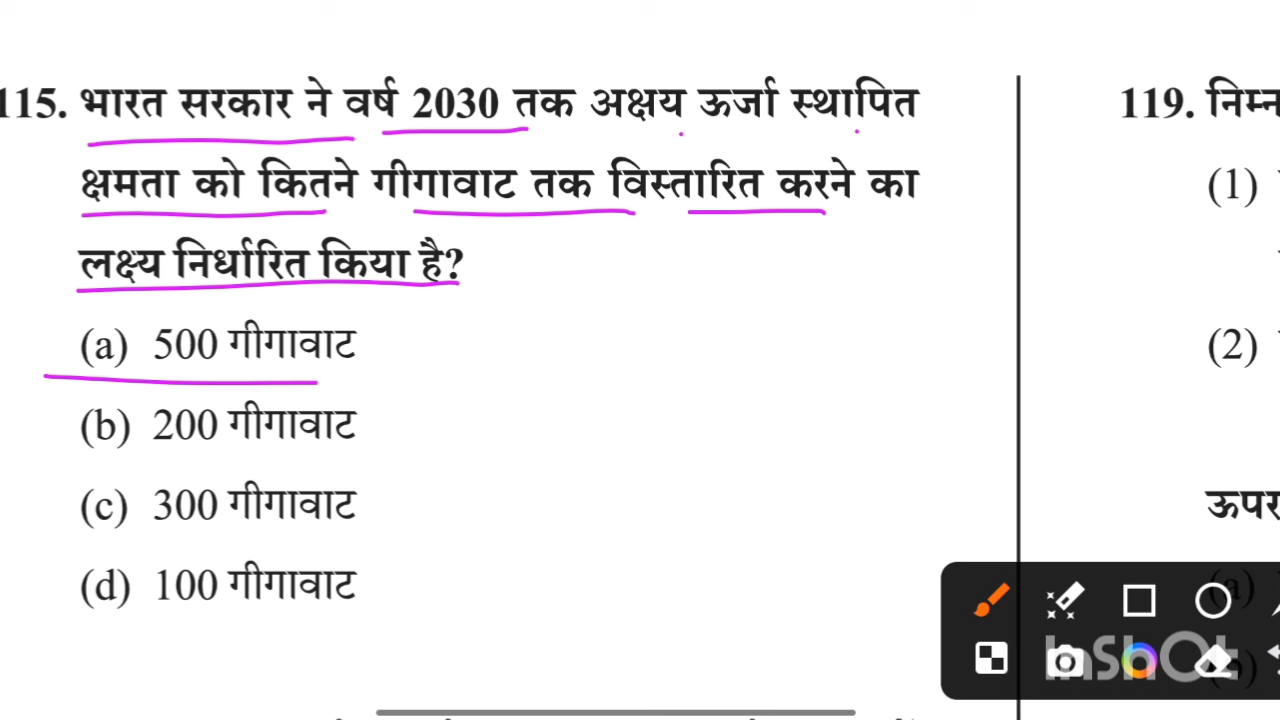 115. भारत सरकार ने वर्ष 2030 तक अक्षय ऊर्जा स्थापित
क्षमता को कितने गीगावाट तक विस्तारित करने का
लक्ष्य निर्धारित किया है?
(a) 500 गीगावाट
(b) 200 गीगावाट
(c) 300 गीगावाट
(d) 100 गीगावाट
119. निम्न
(1)
(2)
ऊपर
(a)
(b)
InShOt